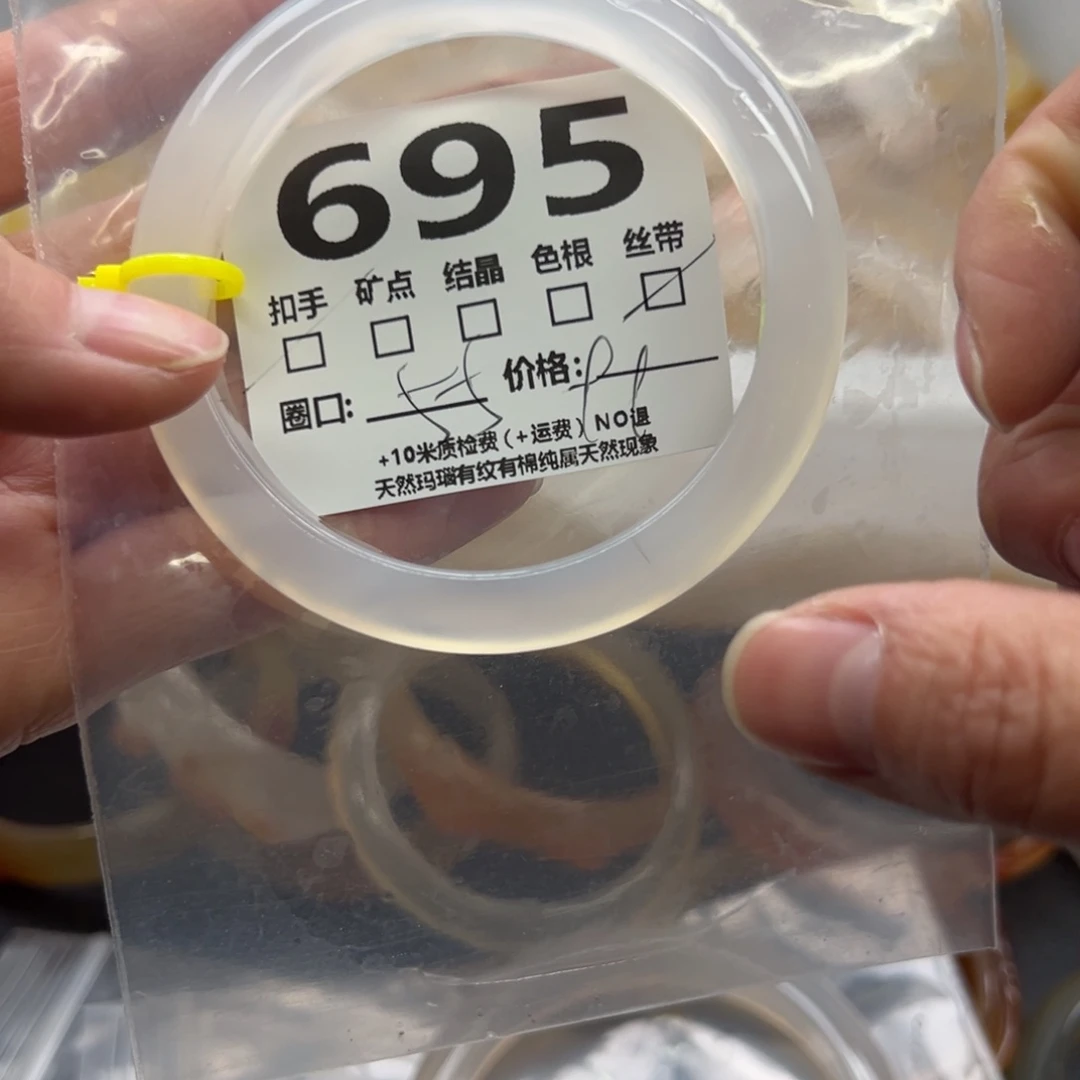 695
扣手 矿点 结晶 色根 丝带
圈口: 价格:
+10米质检费(+运费)NO退
天然玛瑙有纹有棉纯属天然现象